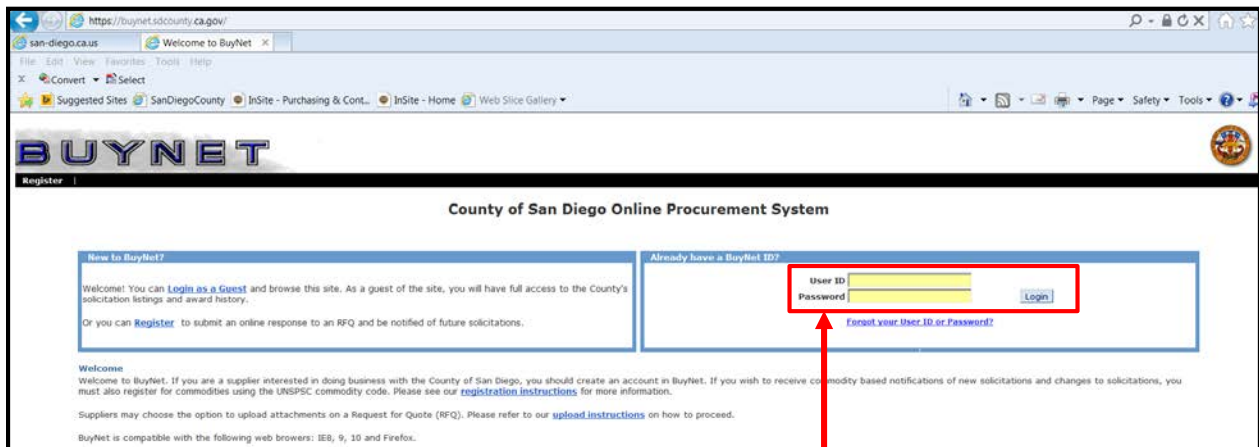 https://buynet.sdcounty.ca.gov/
san-diego.ca.us Welcome to BuyNet ×
File Edit View Favorites Tools Help
x Convert Select
Suggested Sites SanDiegoCounty InSite - Purchasing & Cont... InSite - Home Web Slice Gallery
Page Safety Tools
BUYNET
Register |
County of San Diego Online Procurement System
New to BuyNet?
Welcome! You can Login as a Guest and browse this site. As a guest of the site, you will have full access to the County's
solicitation listings and award history.
Or you can Register to submit an online response to an RFQ and be notified of future solicitations.
Already have a BuyNet ID?
User ID
Password Login
Forgot your User ID or Password?
Welcome
Welcome to BuyNet. If you are a supplier interested in doing business with the County of San Diego, you should create an account in BuyNet. If you wish to receive commodity based notifications of new solicitations and changes to solicitations, you
must also register for commodities using the UNSPSC commodity code. Please see our registration instructions for more information.
Suppliers may choose the option to upload attachments on a Request for Quote (RFQ). Please refer to our upload instructions on how to proceed.
BuyNet is compatible with the following web browers: IE8, 9, 10 and Firefox.